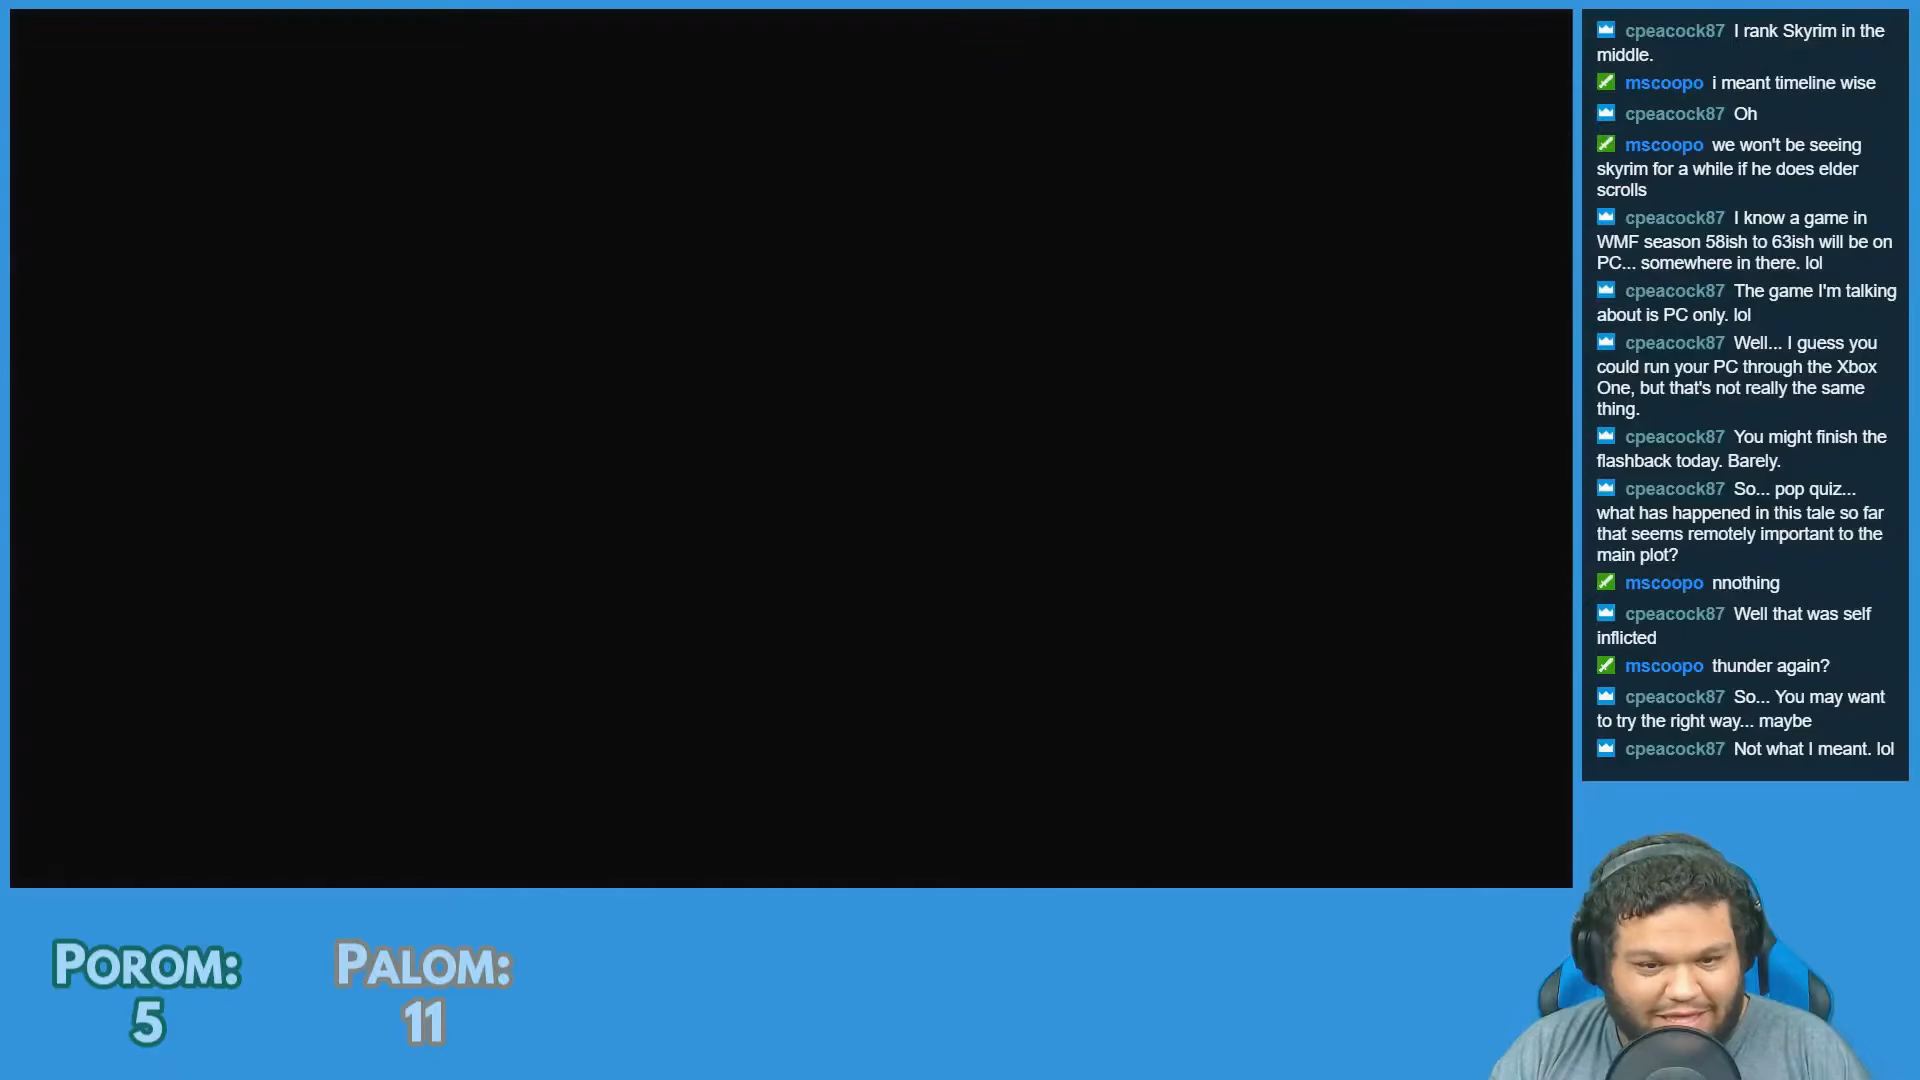 cpeacock87 I rank Skyrim in the
middle.
mscoopo i meant timeline wise
cpeacock87 Oh
mscoopo we won't be seeing
skyrim for a while if he does elder
scrolls
cpeacock87 I know a game in
WMF season 58ish to 63ish will be on
PC... somewhere in there. lol
cpeacock87 The game I'm talking
about is PC only. lol
cpeacock87 Well... I guess you
could run your PC through the Xbox
One, but that's not really the same
thing.
cpeacock87 You might finish the
flashback today. Barely.
cpeacock87 So... pop quiz...
what has happened in this tale so far
that seems remotely important to the
main plot?
mscoopo nnothing
cpeacock87 Well that was self
inflicted
mscoopo thunder again?
cpeacock87 So... You may want
to try the right way... maybe
cpeacock87 Not what I meant. lol
Porom:
5
Palom:
11